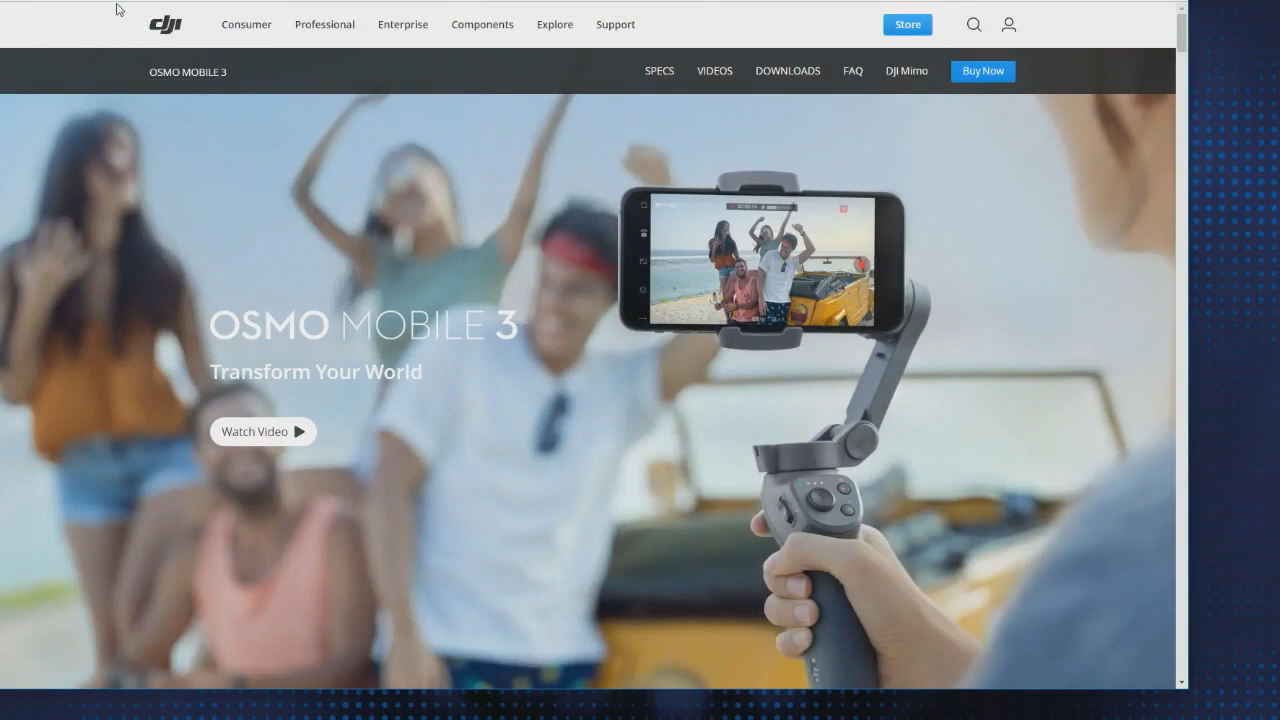 dji
Consumer
Professional
Enterprise
Components
Explore
Support
Store
OSMO MOBILE 3
SPECS
VIDEOS
DOWNLOADS
FAQ
DJI Mimo
Buy Now
OSMO MOBILE 3
Transform Your World
Watch Video